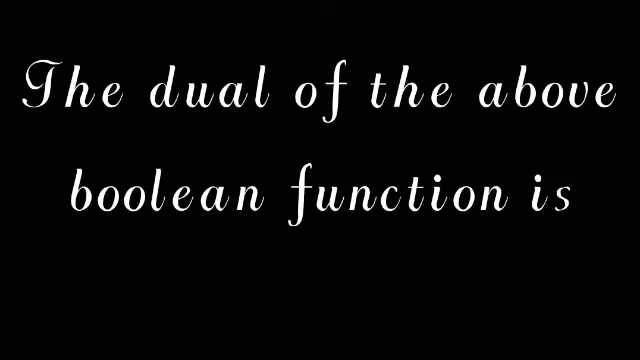 The dual of the above
boolean function is